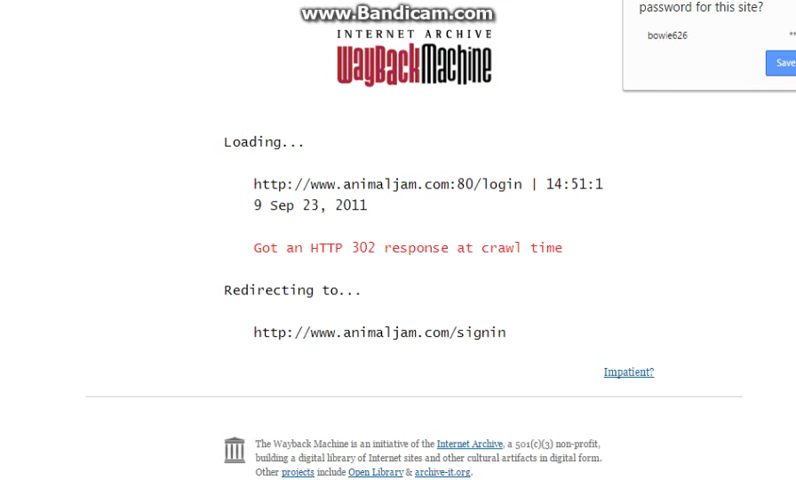 www.Bandicam.com
password for this site?
bowie626
Save
INTERNET ARCHIVE
WayBackMachine
Loading...
http://www.animaljam.com:80/login | 14:51:1
9 Sep 23, 2011
Got an HTTP 302 response at crawl time
Redirecting to...
http://www.animaljam.com/signin
Impatient?
The Wayback Machine is an initiative of the Internet Archive, a 501(c)(3) non-profit,
building a digital library of Internet sites and other cultural artifacts in digital form.
Other projects include Open Library & archive-it.org.